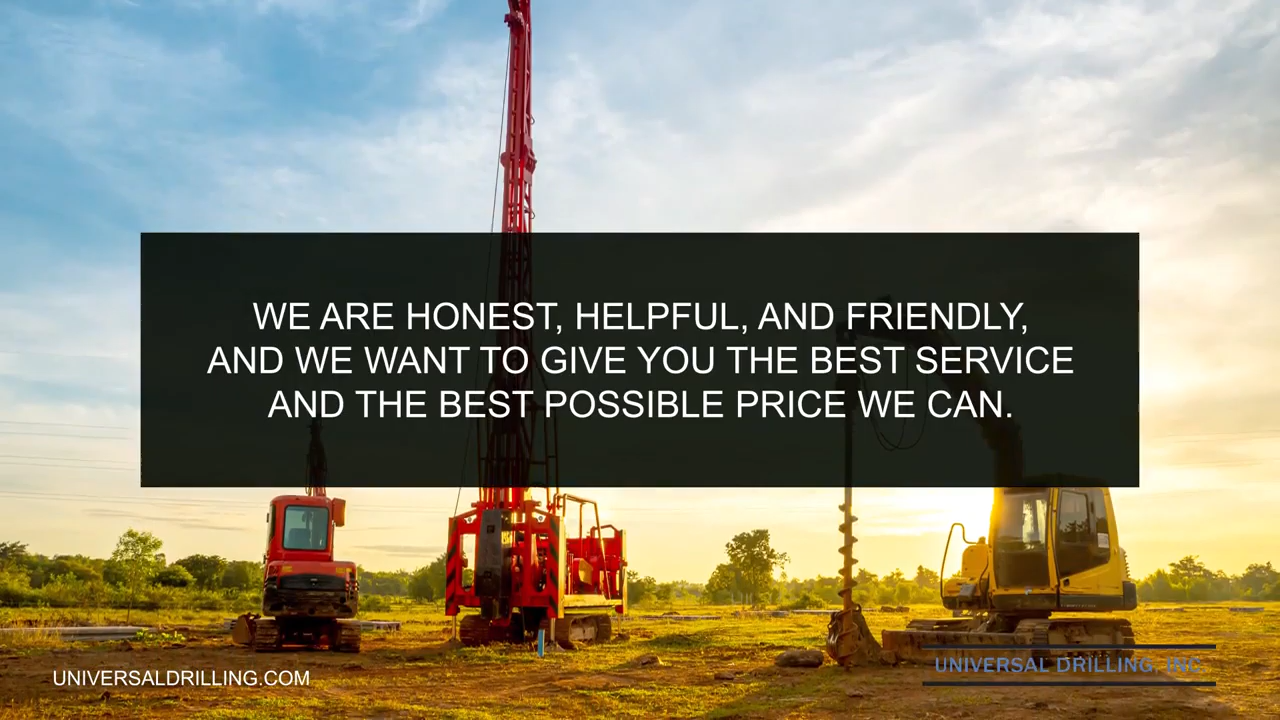 WE ARE HONEST, HELPFUL, AND FRIENDLY,
AND WE WANT TO GIVE YOU THE BEST SERVICE
AND THE BEST POSSIBLE PRICE WE CAN.
UNIVERSALDRILLING.COM
UNIVERSAL DRILLING, INC.